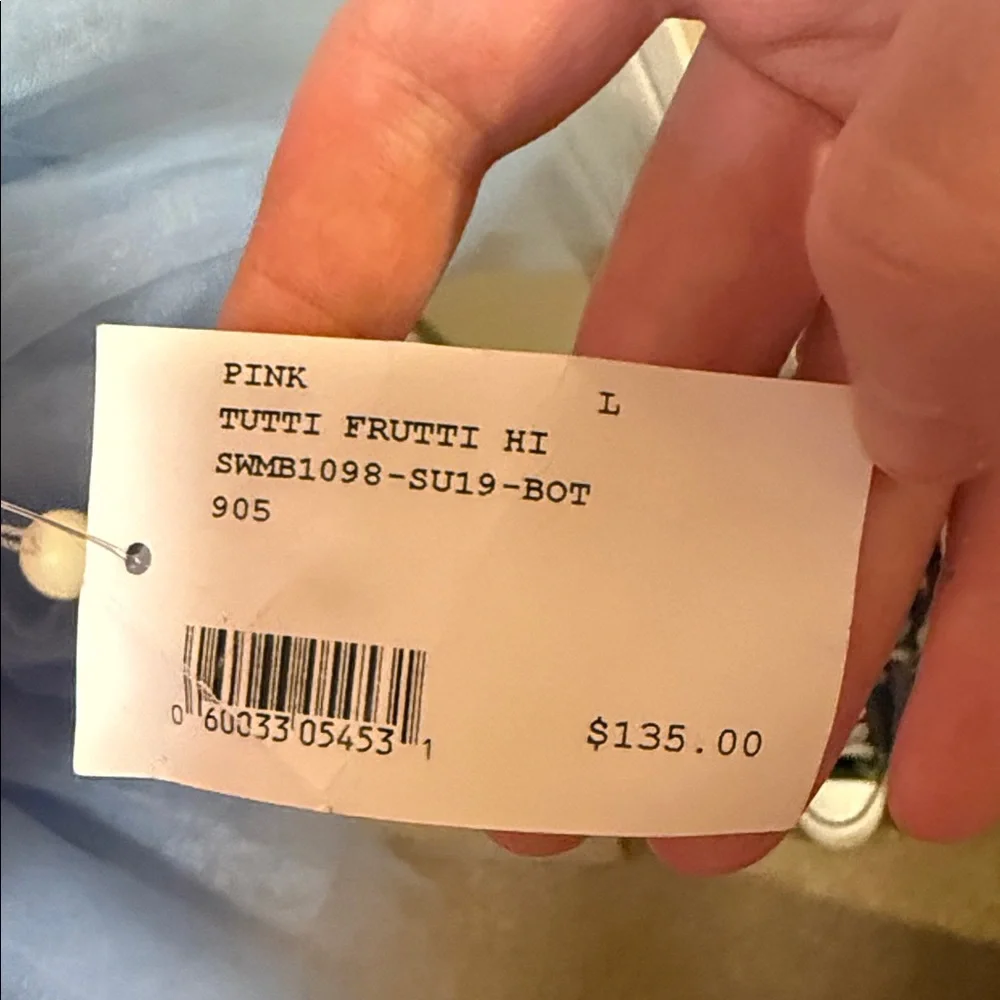 PINK L
TUTTI FRUTTI HI
SWMB1098-SU19-BOT
905
0 60033 05453 1
$135.00